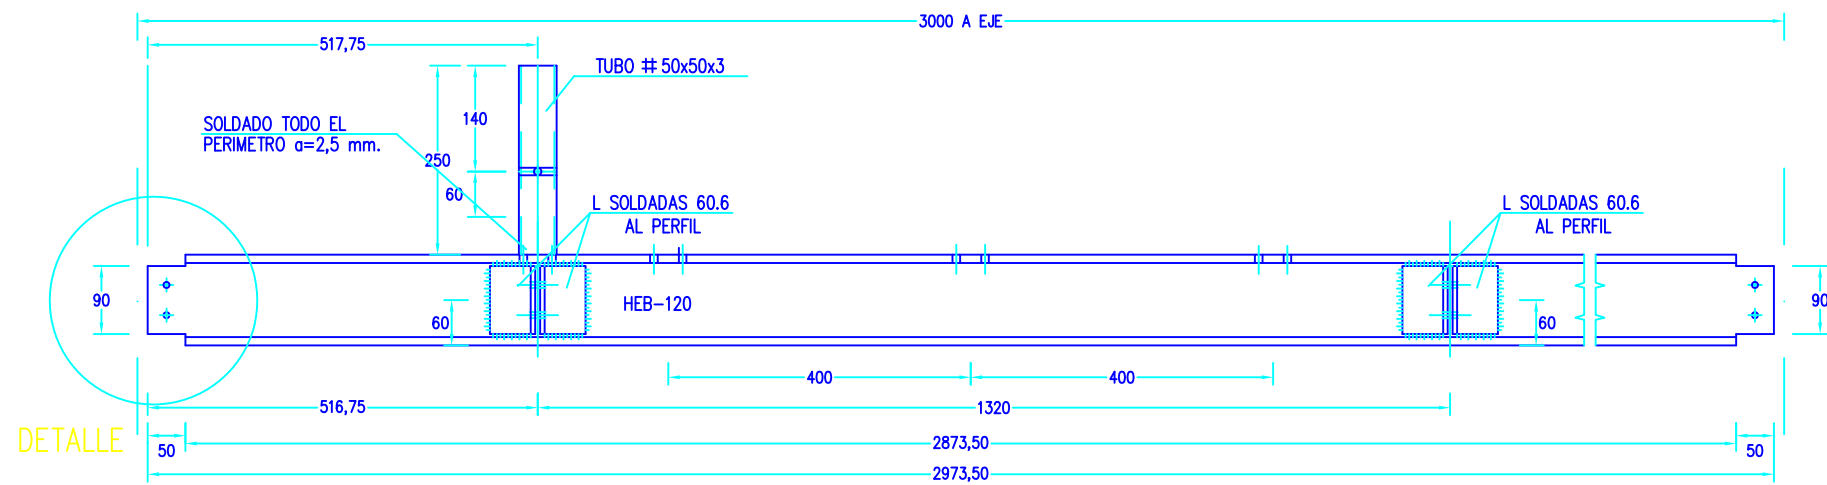 3000 A EJE
517,75
TUBO # 50x50x3
140
SOLDADO TODO EL
PERIMETRO a=2,5 mm.
250
60
L SOLDADAS 60.6
AL PERFIL
L SOLDADAS 60.6
AL PERFIL
90
60
HEB-120
60
90
400
400
516,75
1320
DETALLE
50
2873,50
50
2973,50